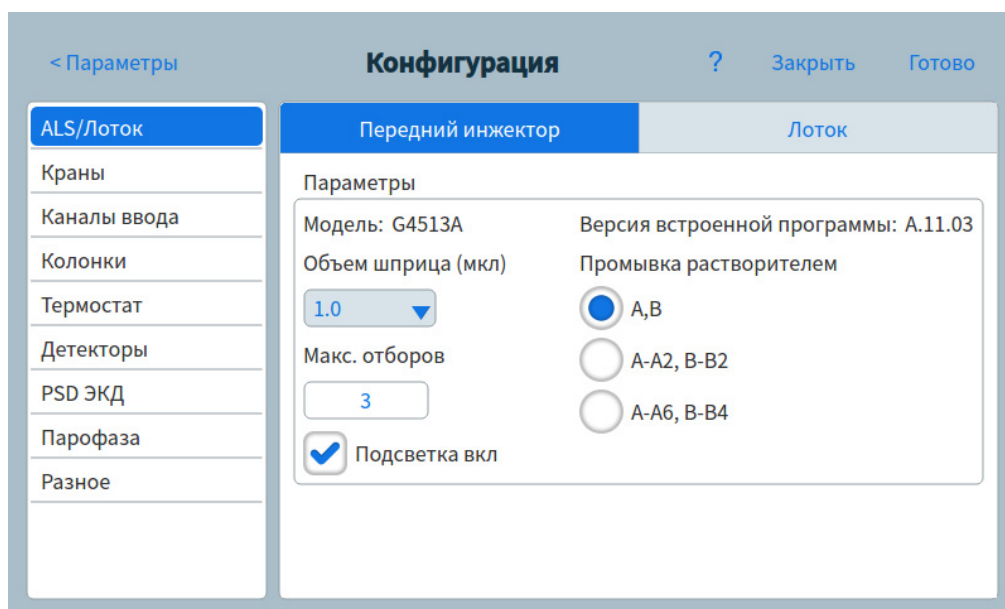 < Параметры
Конфигурация
?
Закрыть
Готово
ALS/Лоток
Краны
Каналы ввода
Колонки
Термостат
Детекторы
PSD ЭКД
Парофаза
Разное
Передний инжектор
Лоток
Параметры
Модель: G4513A
Версия встроенной программы: A.11.03
Объем шприца (мкл)
1.0
Макс. отборов
3
Подсветка вкл
Промывка растворителем
A,B
A-A2, B-B2
A-A6, B-B4